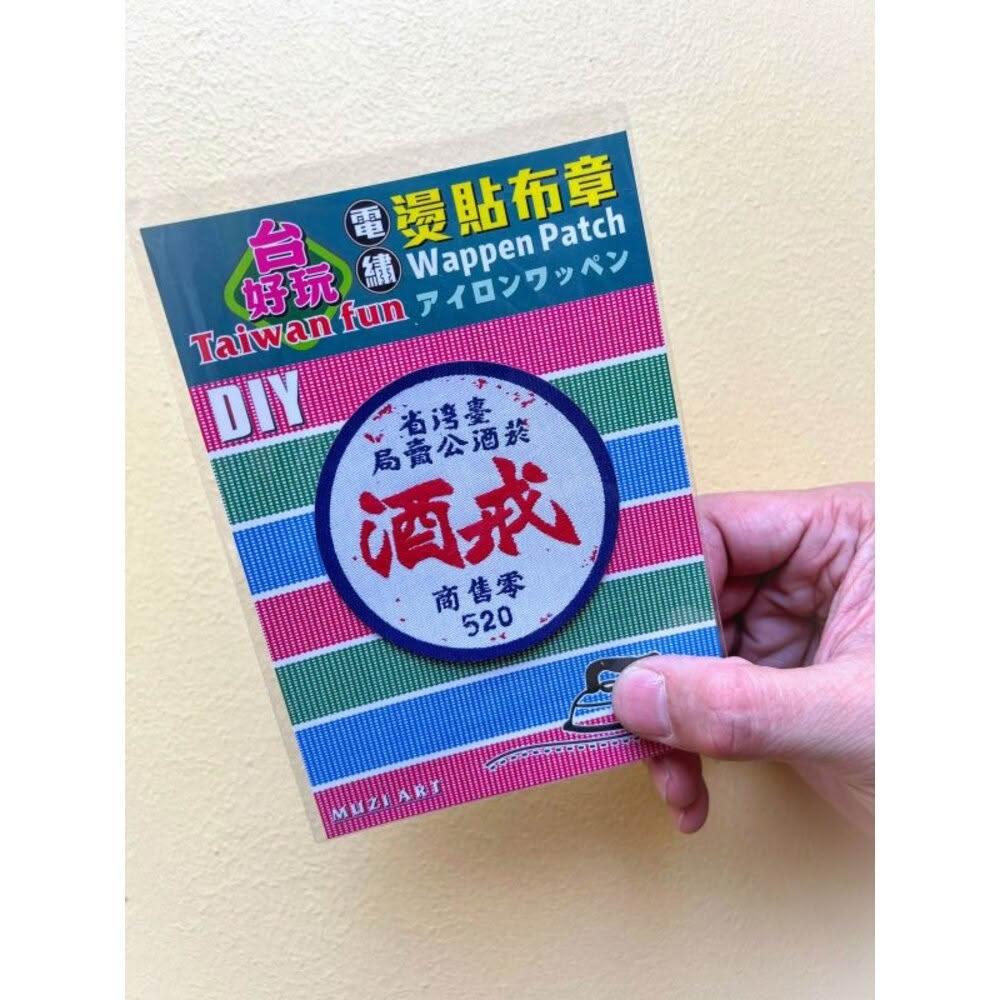 台
好玩
Taiwan fun
電
繡
燙貼布章
Wappen Patch
アイロンワッペン
DIY
臺灣省
菸酒公賣局
戒酒
零售商
520
MUZI ART